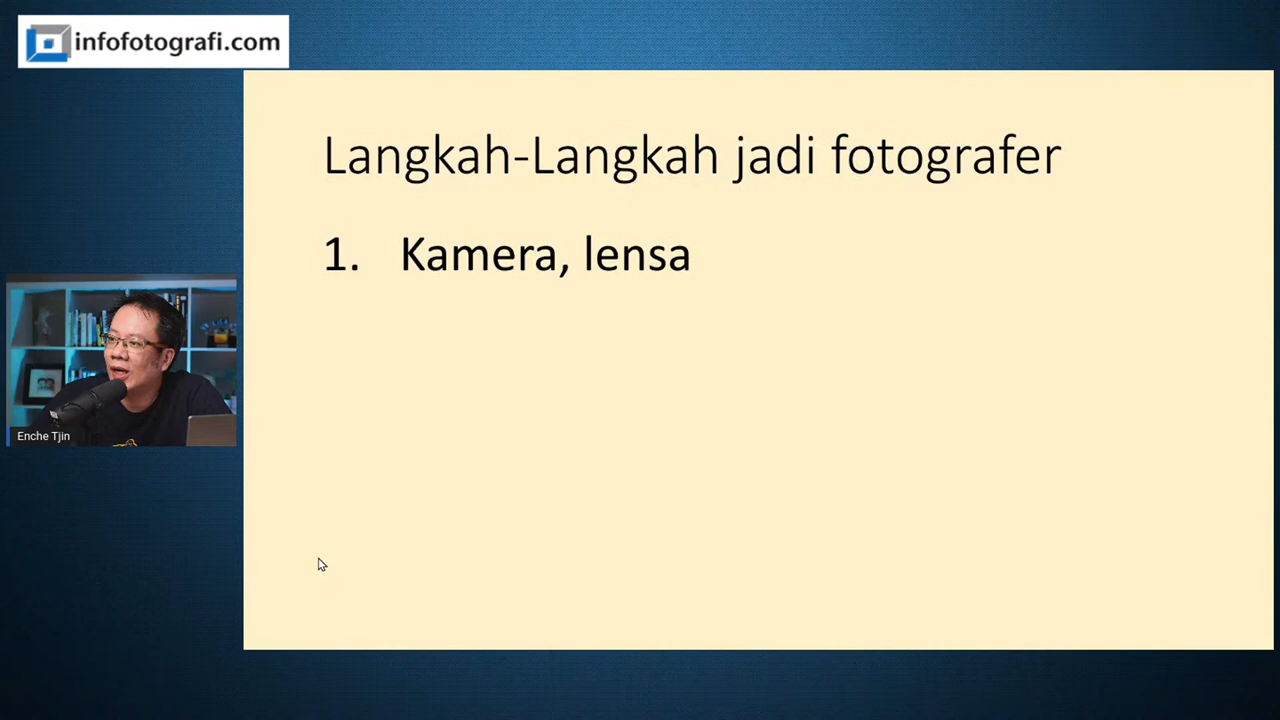 infofotografi.com
Langkah-Langkah jadi fotografer
1. Kamera, lensa
Enche Tjin